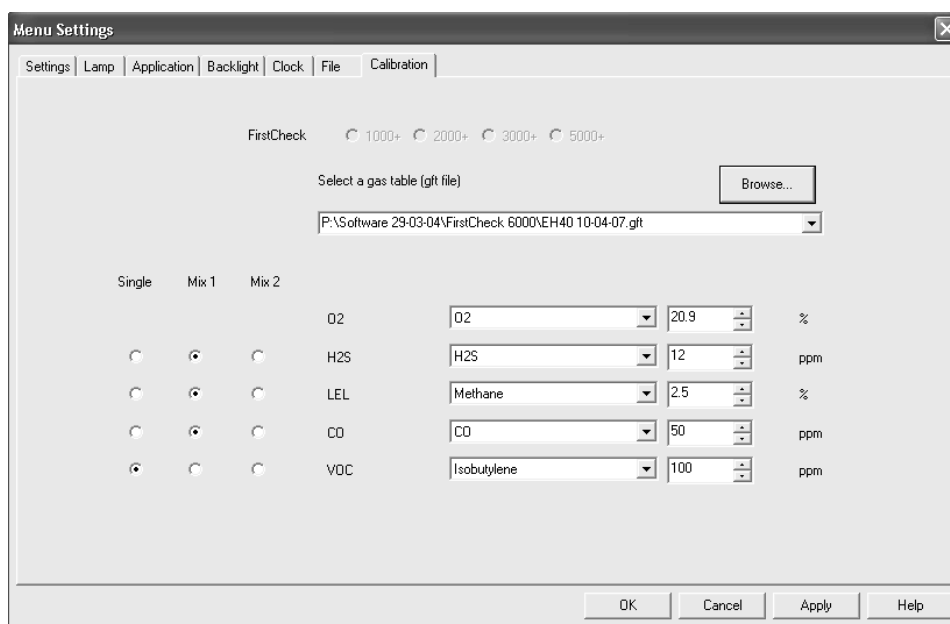 Menu Settings
Settings Lamp Application Backlight Clock File Calibration
FirstCheck 1000+ 2000+ 3000+ 5000+
Select a gas table (gft file) Browse...
P:\Software 29-03-04\FirstCheck 6000\EH40 10-04-07.gft
Single Mix 1 Mix 2
O2 O2 20.9 %
H2S H2S 12 ppm
LEL Methane 2.5 %
CO CO 50 ppm
VOC Isobutylene 100 ppm
OK Cancel Apply Help